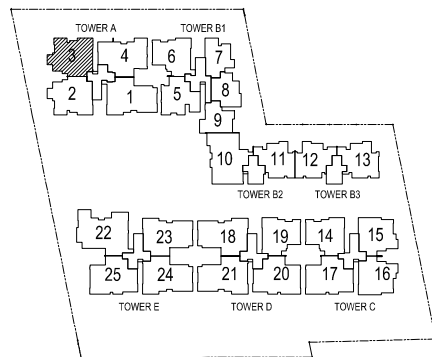 TOWER A TOWER B1
3 4 6 7
2 1 5 8
9
10 11 12 13
TOWER B2 TOWER B3
22 23 18 19 14 15
25 24 21 20 17 16
TOWER E TOWER D TOWER C